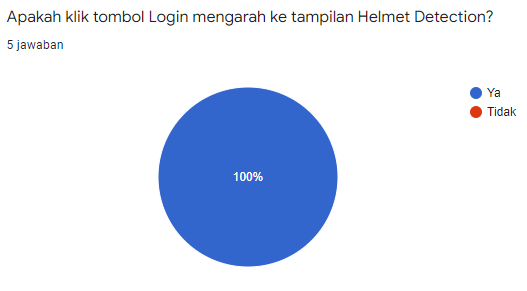 Apakah klik tombol Login mengarah ke tampilan Helmet Detection?
5 jawaban
Ya
Tidak
100%